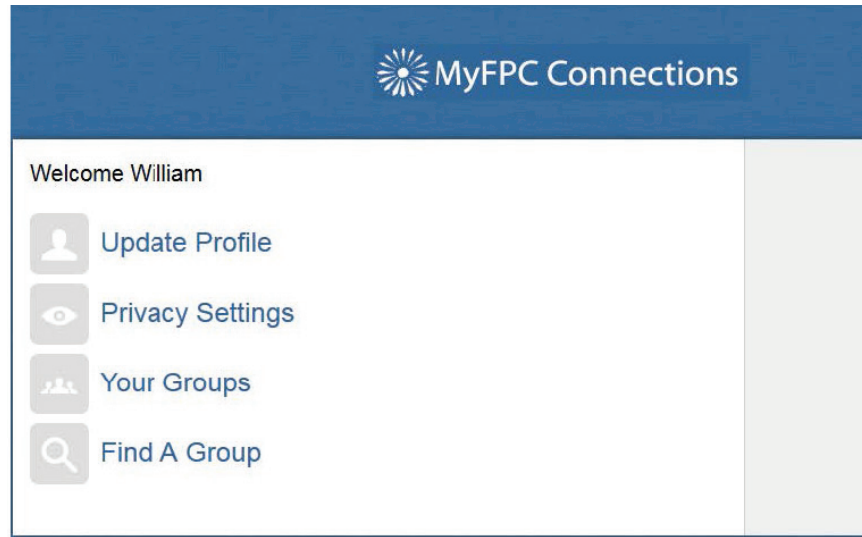 MyFPC Connections
Welcome William
Update Profile
Privacy Settings
Your Groups
Find A Group